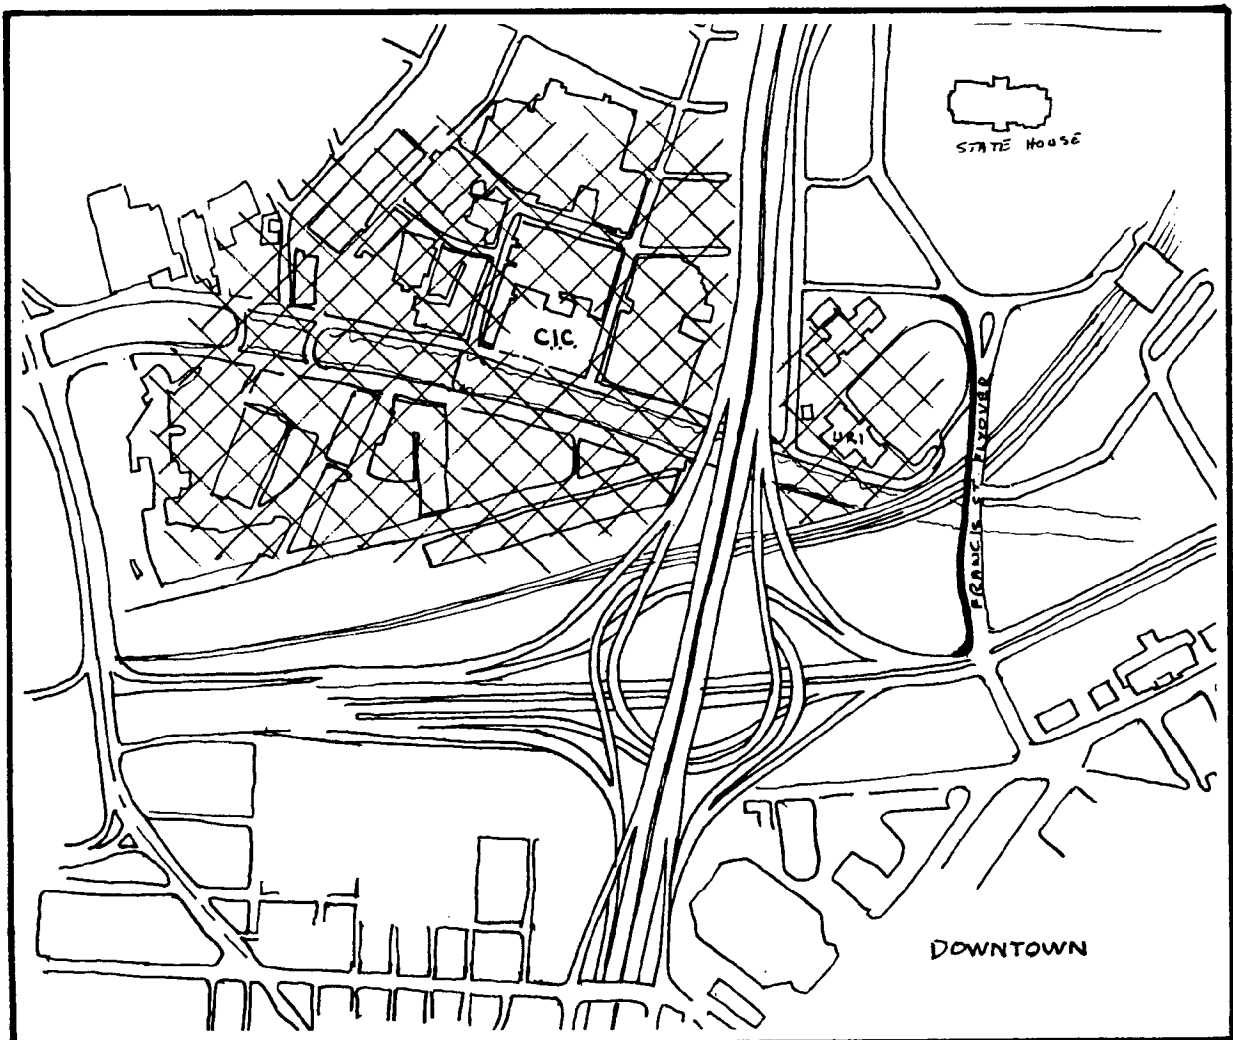 STATE HOUSE
C.I.C.
URI
FRANCIS ST. FLYOVER
DOWNTOWN